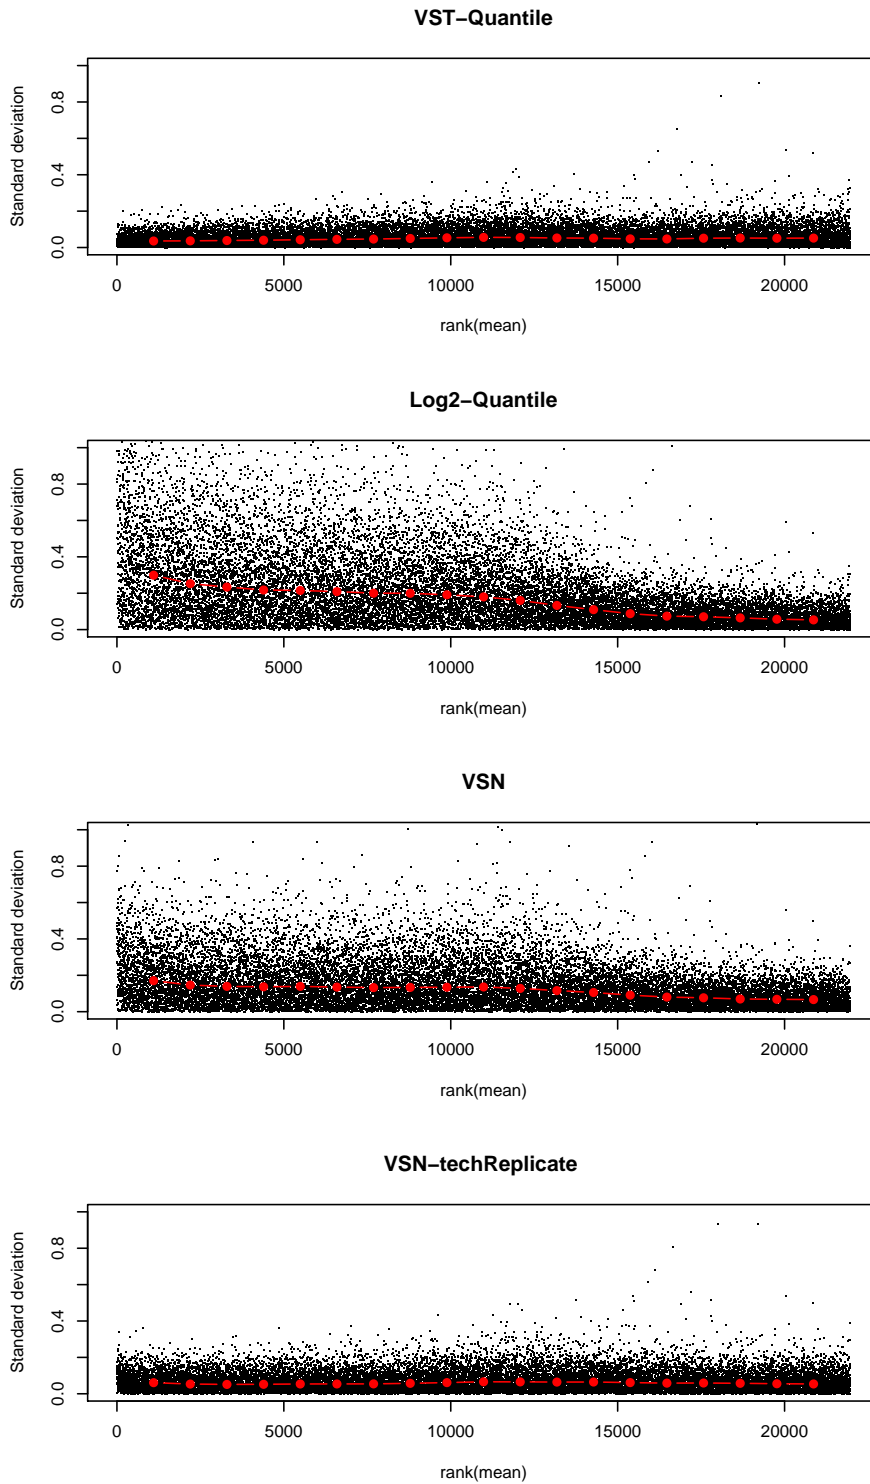 VST−Quantile
Standard deviation
0.0 0.4 0.8
0 5000 10000 15000 20000
rank(mean)
Log2−Quantile
Standard deviation
0.0 0.4 0.8
0 5000 10000 15000 20000
rank(mean)
VSN
Standard deviation
0.0 0.4 0.8
0 5000 10000 15000 20000
rank(mean)
VSN−techReplicate
Standard deviation
0.0 0.4 0.8
0 5000 10000 15000 20000
rank(mean)